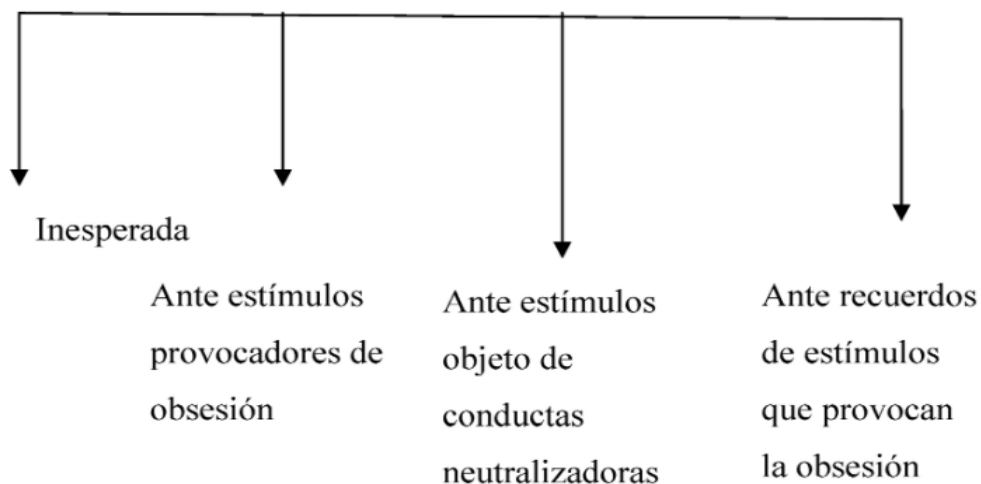 Inesperada
Ante estímulos
provocadores de
obsesión
Ante estímulos
objeto de
conductas
neutralizadoras
Ante recuerdos
de estímulos
que provocan
la obsesión